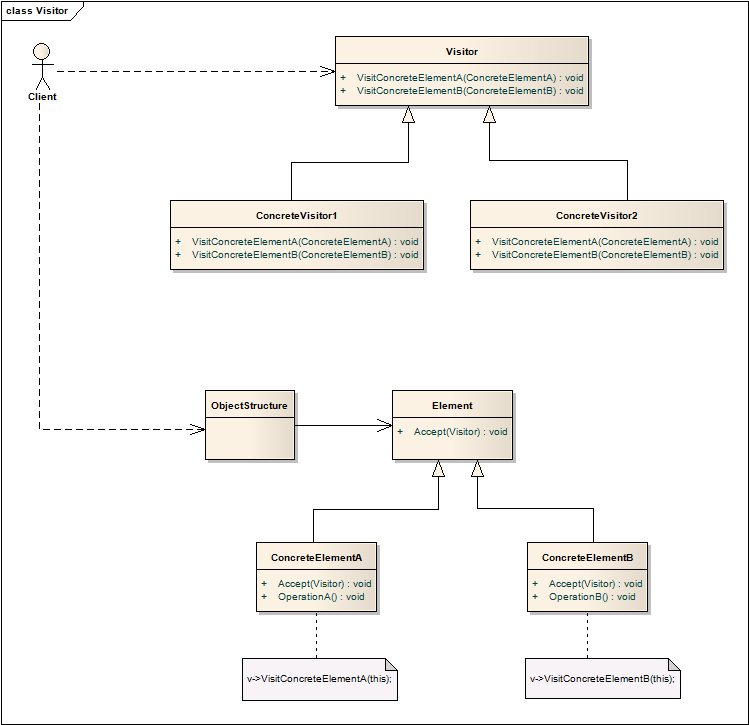 class Visitor
Client
Visitor
+ VisitConcreteElementA(ConcreteElementA) : void
+ VisitConcreteElementB(ConcreteElementB) : void
ConcreteVisitor1
+ VisitConcreteElementA(ConcreteElementA) : void
+ VisitConcreteElementB(ConcreteElementB) : void
ConcreteVisitor2
+ VisitConcreteElementA(ConcreteElementA) : void
+ VisitConcreteElementB(ConcreteElementB) : void
ObjectStructure
Element
+ Accept(Visitor) : void
ConcreteElementA
+ Accept(Visitor) : void
+ OperationA() : void
ConcreteElementB
+ Accept(Visitor) : void
+ OperationB() : void
v->VisitConcreteElementA(this);
v->VisitConcreteElementB(this);